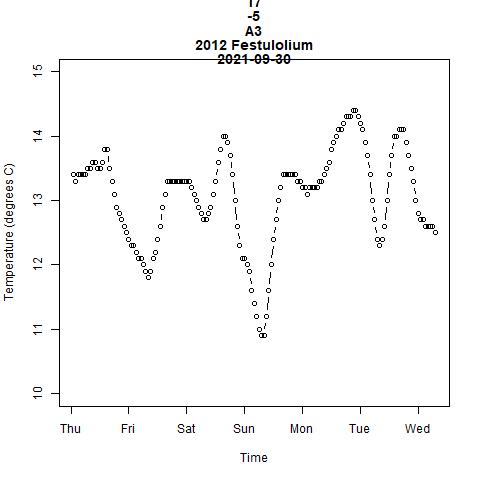 17
-5
A3
2012 Festulolium
2021-09-30
Temperature (degrees C)
15
14
13
12
11
10
Thu Fri Sat Sun Mon Tue Wed
Time